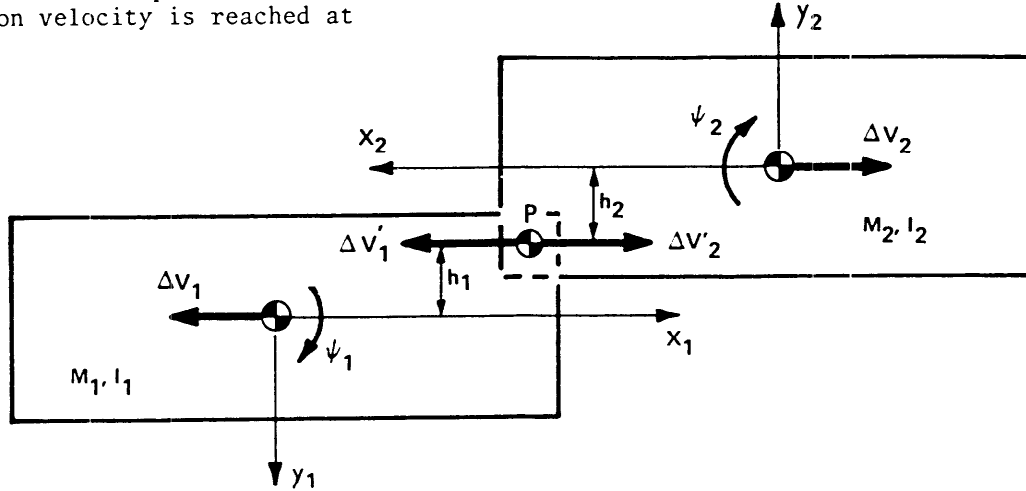 on velocity is reached at
y₂
ψ₂
x₂
ΔV₂
h₂
P
M₂, I₂
ΔV'₁
ΔV'₂
h₁
ΔV₁
x₁
ψ₁
M₁, I₁
y₁